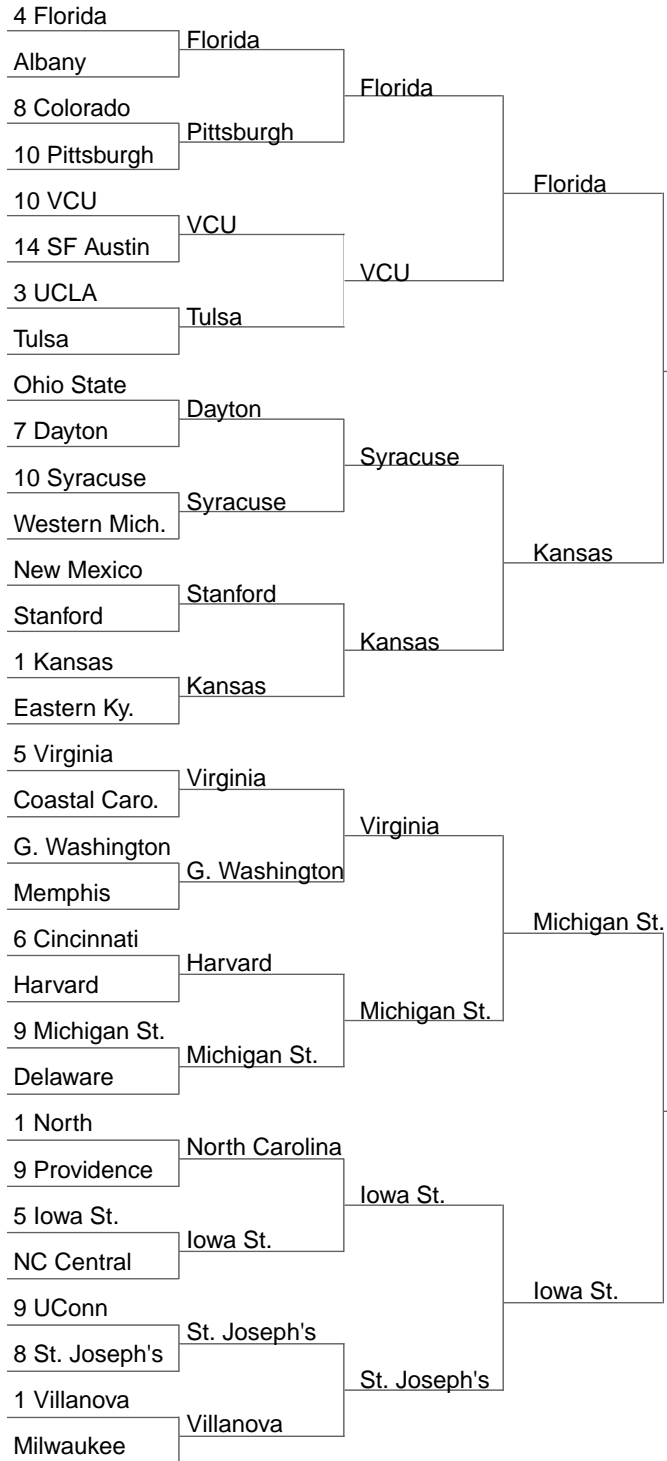 4 Florida
Albany
8 Colorado
10 Pittsburgh
10 VCU
14 SF Austin
3 UCLA
Tulsa
Ohio State
7 Dayton
10 Syracuse
Western Mich.
New Mexico
Stanford
1 Kansas
Eastern Ky.
5 Virginia
Coastal Caro.
G. Washington
Memphis
6 Cincinnati
Harvard
9 Michigan St.
Delaware
1 North
9 Providence
5 Iowa St.
NC Central
9 UConn
8 St. Joseph's
1 Villanova
Milwaukee
Florida
Pittsburgh
VCU
Tulsa
Dayton
Syracuse
Stanford
Kansas
Virginia
G. Washington
Harvard
Michigan St.
North Carolina
Iowa St.
St. Joseph's
Villanova
Florida
VCU
Syracuse
Kansas
Virginia
Michigan St.
Iowa St.
St. Joseph's
Florida
Kansas
Michigan St.
Iowa St.